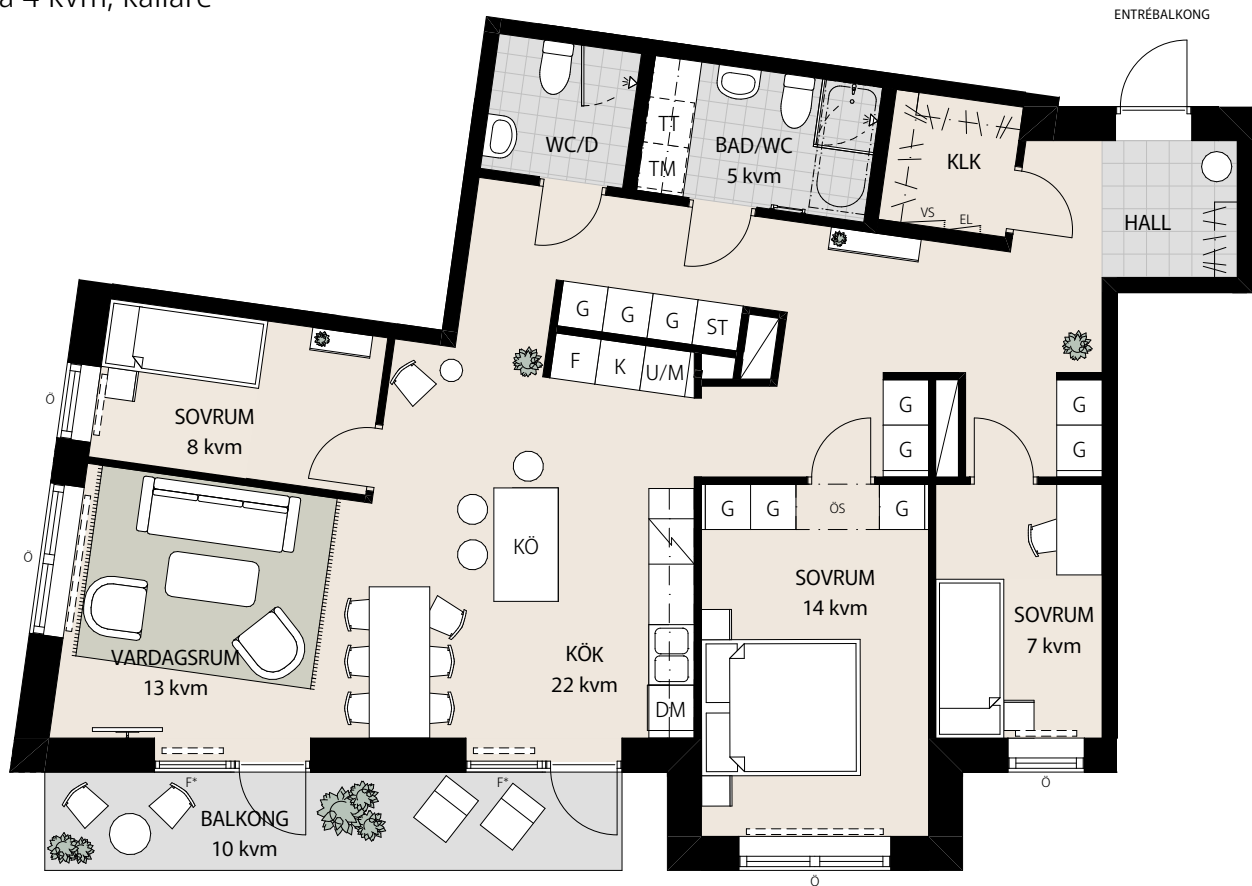 a 4 kvm, källare
ENTRÉBALKONG
WC/D
TT
TM
BAD/WC
5 kvm
KLK
VS
EL
HALL
G
G
G
ST
F
K
U/M
SOVRUM
8 kvm
Ö
G
G
G
G
Ö
KÖ
G
G
ÖS
G
SOVRUM
14 kvm
SOVRUM
7 kvm
VARDAGSRUM
13 kvm
KÖK
22 kvm
DM
F*
F*
Ö
BALKONG
10 kvm
Ö